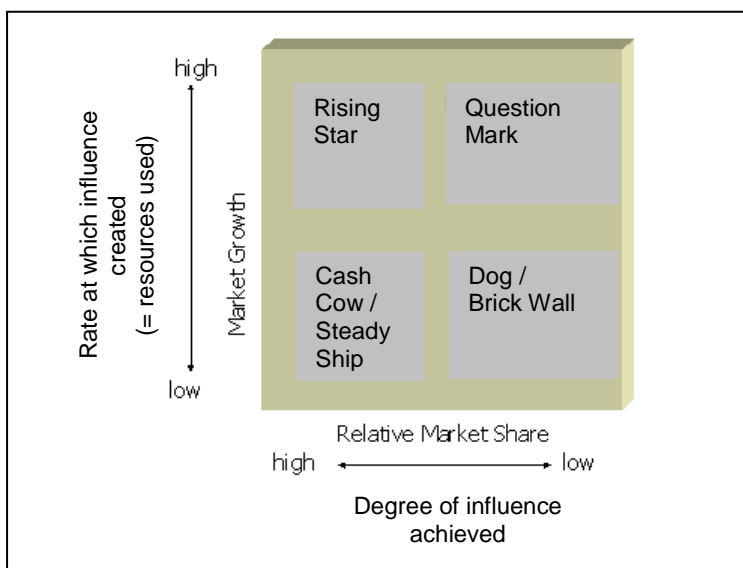 high
Rate at which influence
created
(= resources used)
Market Growth
Rising
Star
Question
Mark
Cash
Cow /
Steady
Ship
Dog /
Brick Wall
low
Relative Market Share
high
low
Degree of influence
achieved